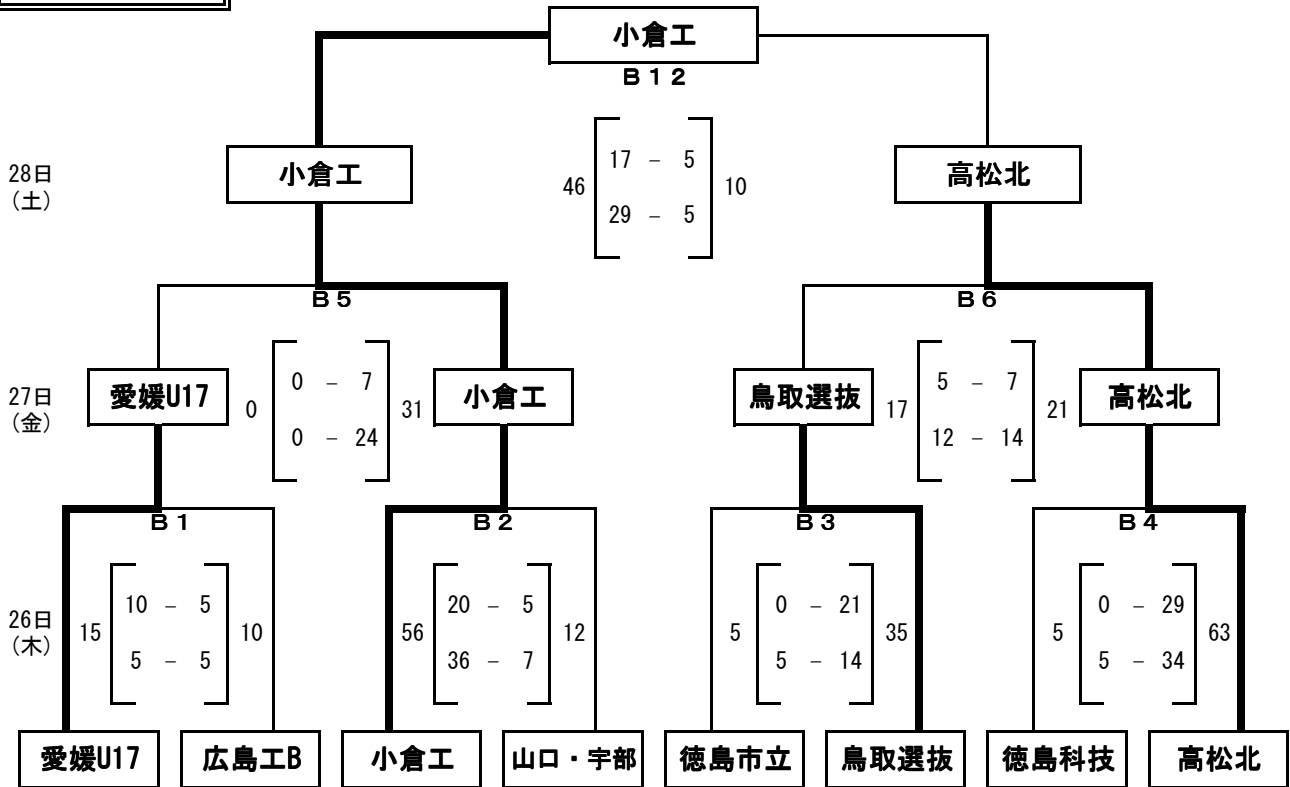 小倉工
B12
28日
(土)
小倉工
46
17 - 5
29 - 5
10
高松北
B5
B6
27日
(金)
愛媛U17
0
0 - 7
0 - 24
31
小倉工
鳥取選抜
17
5 - 7
12 - 14
21
高松北
B1
B2
B3
B4
26日
(木)
15
10 - 5
5 - 5
10
56
20 - 5
36 - 7
12
5
0 - 21
5 - 14
35
5
0 - 29
5 - 34
63
愛媛U17
広島工B
小倉工
山口・宇部
徳島市立
鳥取選抜
徳島科技
高松北